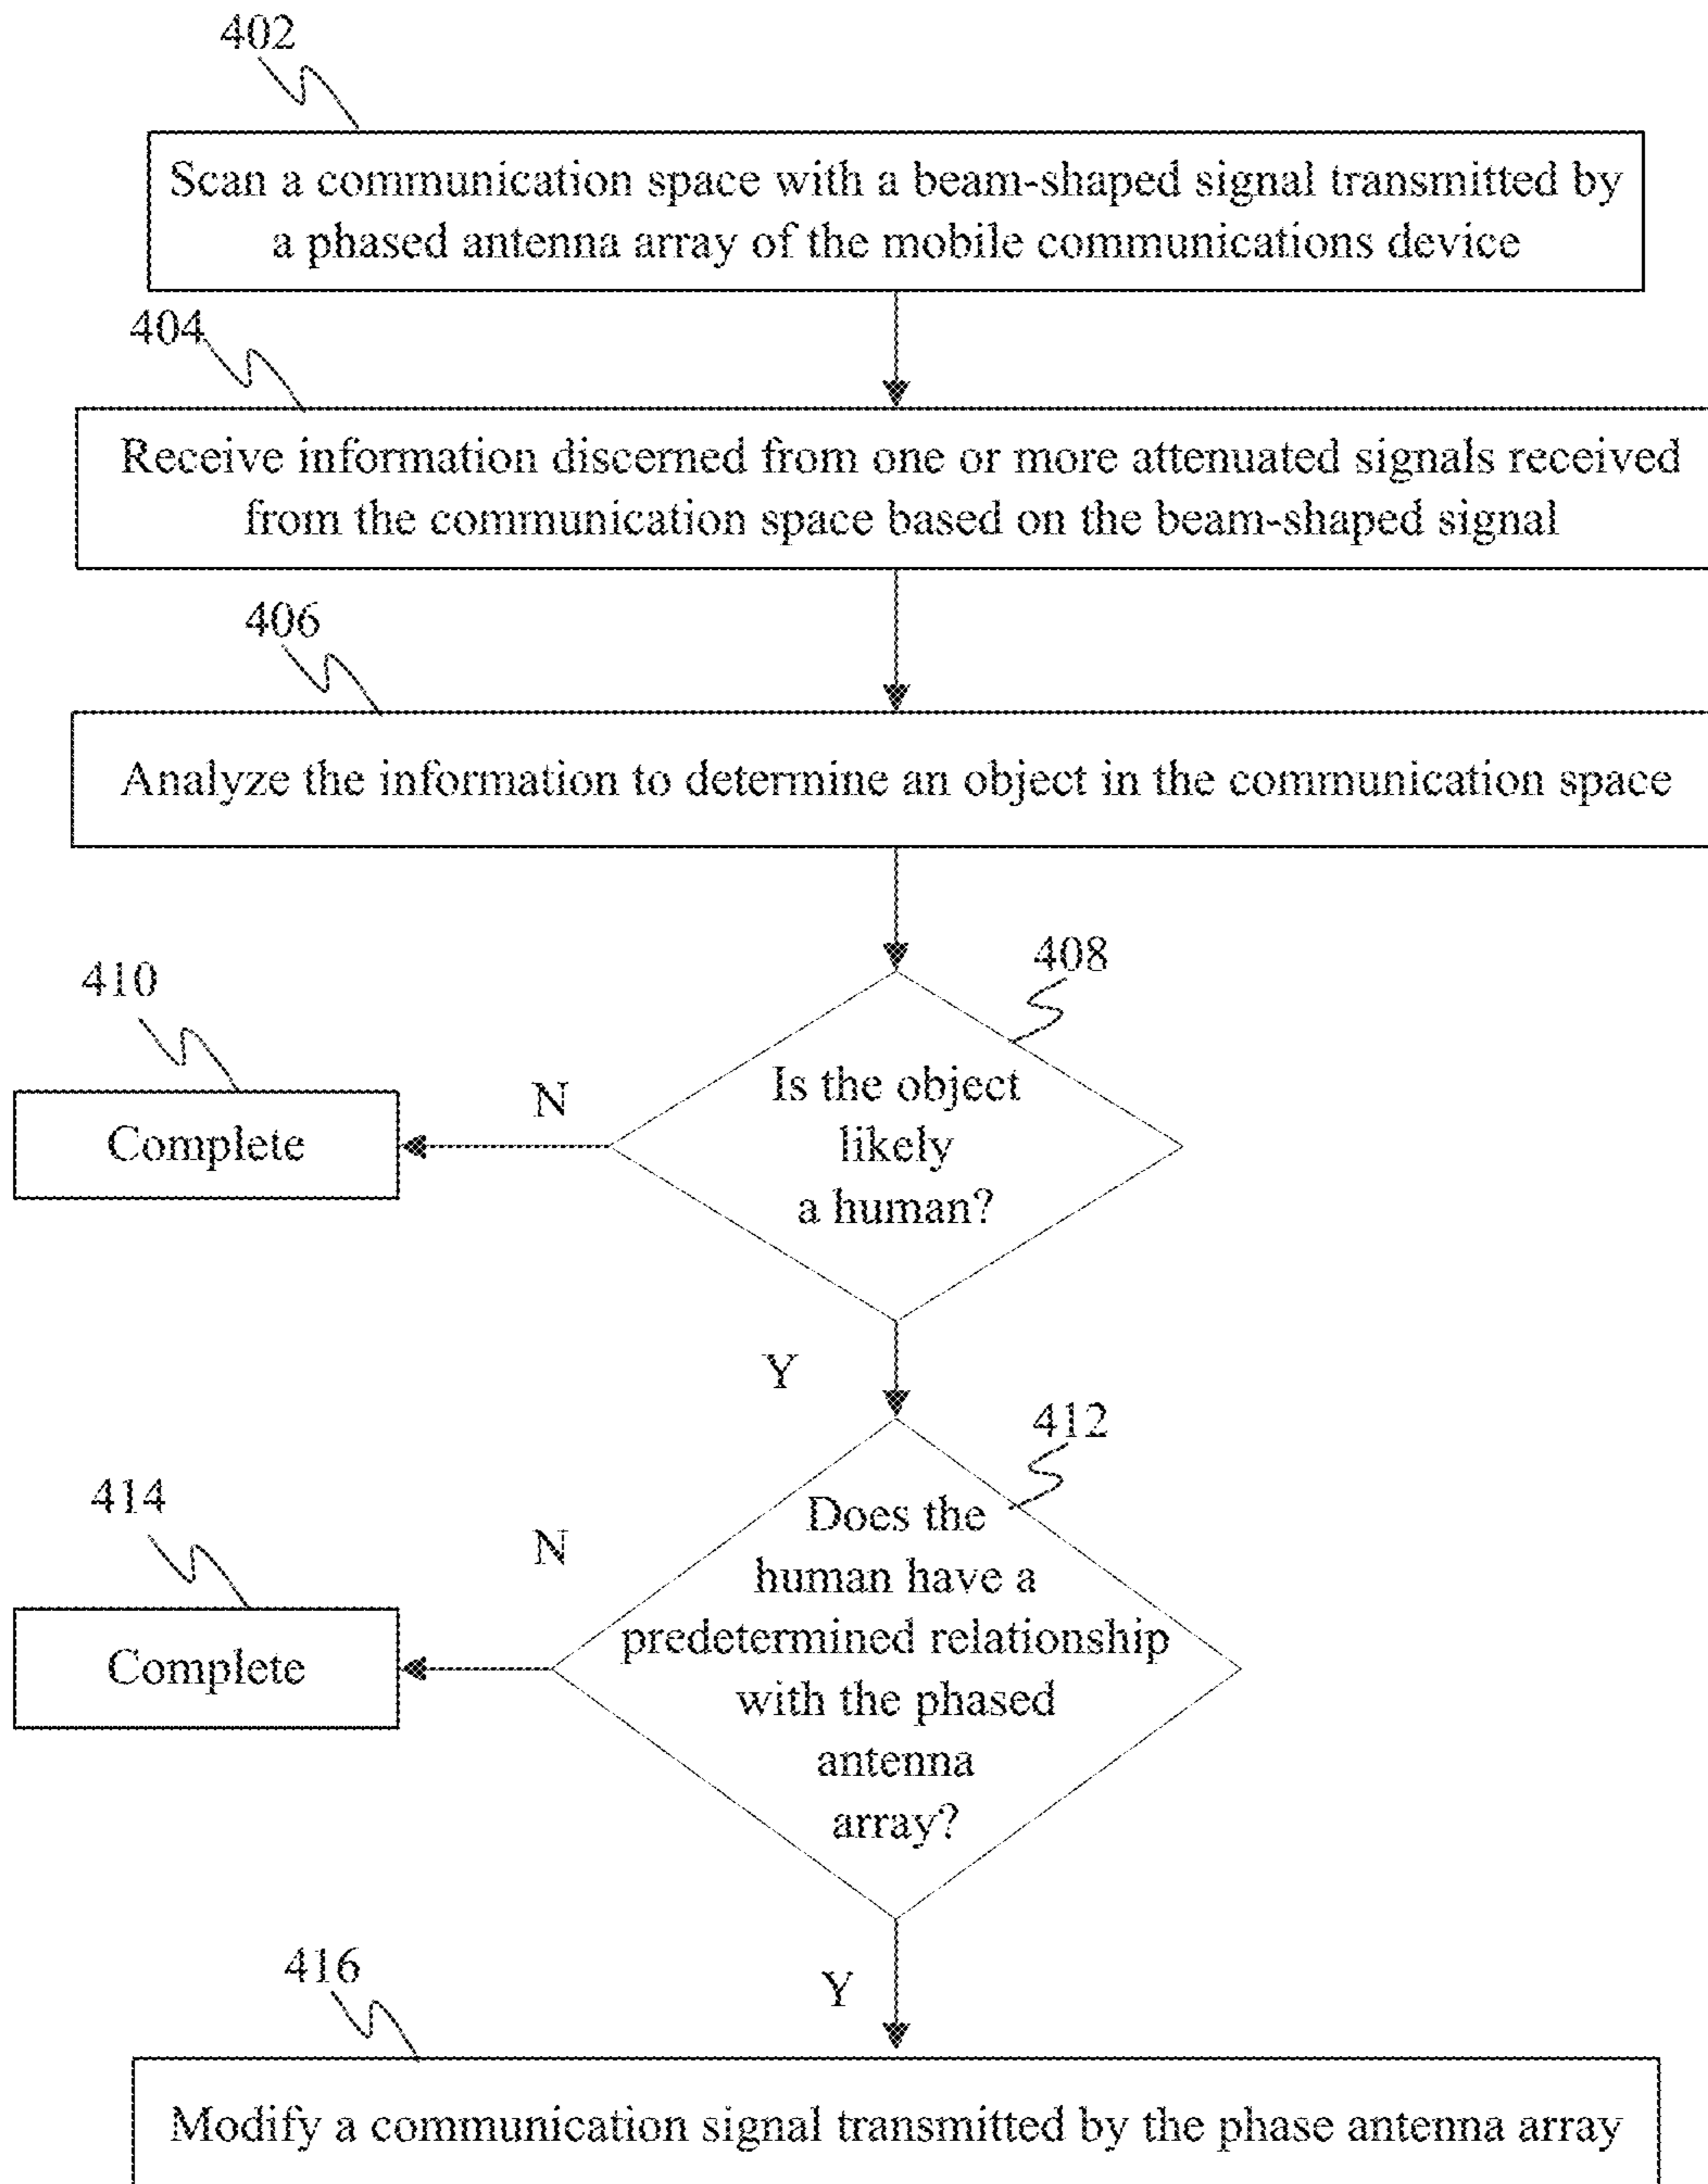 402
Scan a communication space with a beam-shaped signal transmitted by
a phased antenna array of the mobile communications device
404
Receive information discerned from one or more attenuated signals received
from the communication space based on the beam-shaped signal
406
Analyze the information to determine an object in the communication space
408
410
Is the object
likely
a human?
N
Complete
Y
412
414
Does the
human have a
predetermined relationship
with the phased
antenna
array?
N
Complete
416
Y
Modify a communication signal transmitted by the phase antenna array